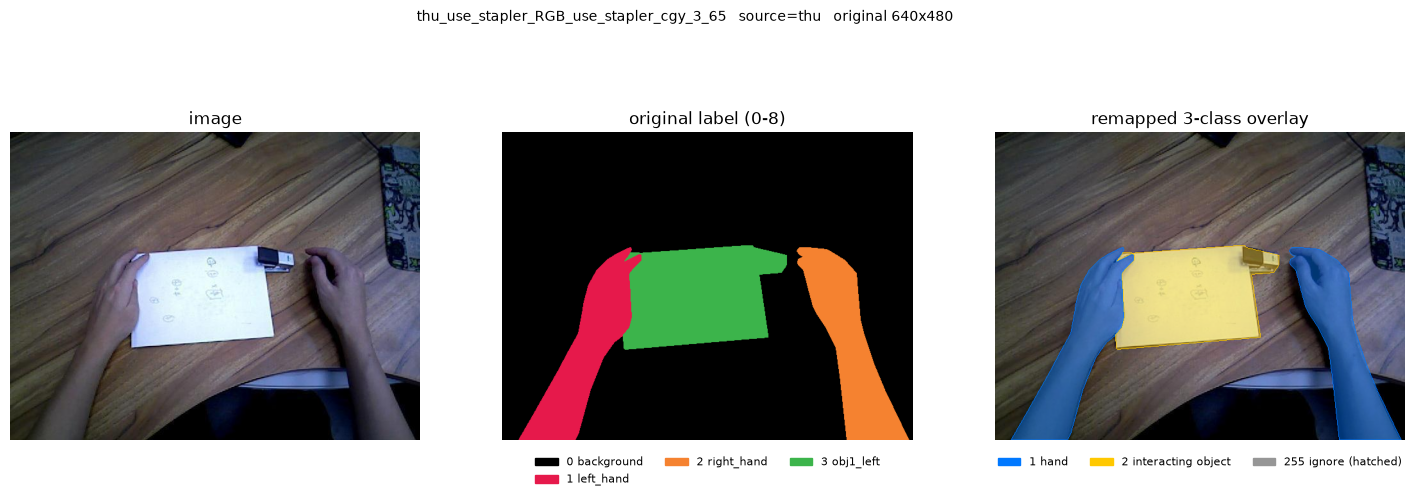 thu_use_stapler_RGB_use_stapler_cgy_3_65 source=thu original 640x480
image
original label (0-8)
remapped 3-class overlay
0 background
2 right_hand
3 obj1_left
1 left_hand
1 hand
2 interacting object
255 ignore (hatched)